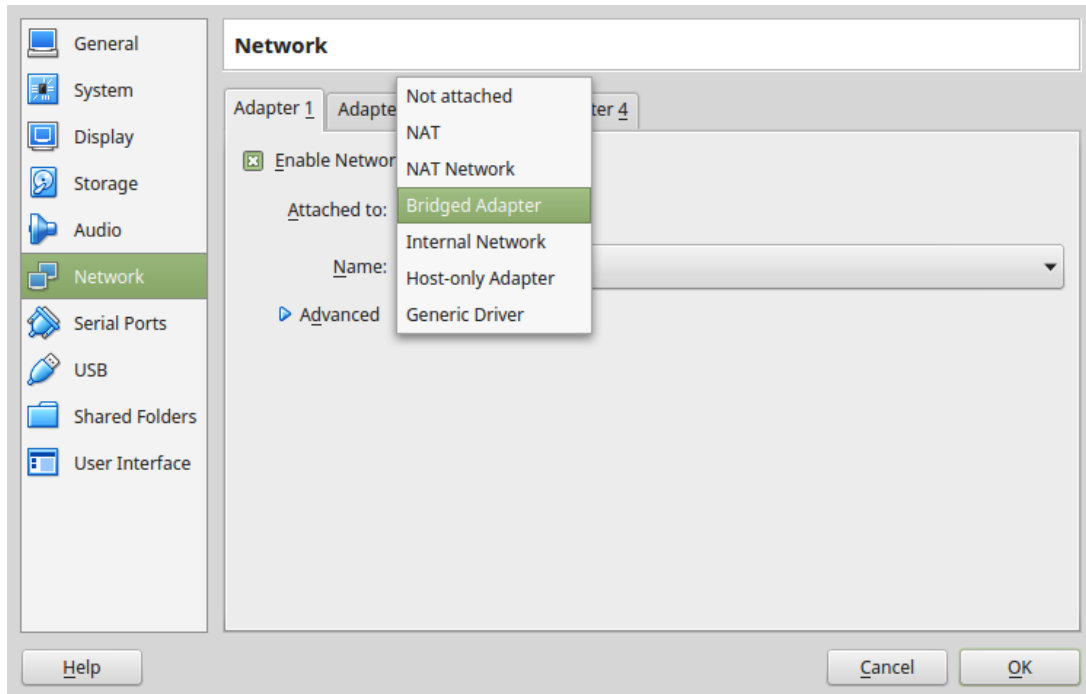 General
System
Display
Storage
Audio
Network
Serial Ports
USB
Shared Folders
User Interface
Network
Adapter 1
Adapte
ter 4
Enable Networ
Attached to:
Name:
Advanced
Not attached
NAT
NAT Network
Bridged Adapter
Internal Network
Host-only Adapter
Generic Driver
Help
Cancel
OK